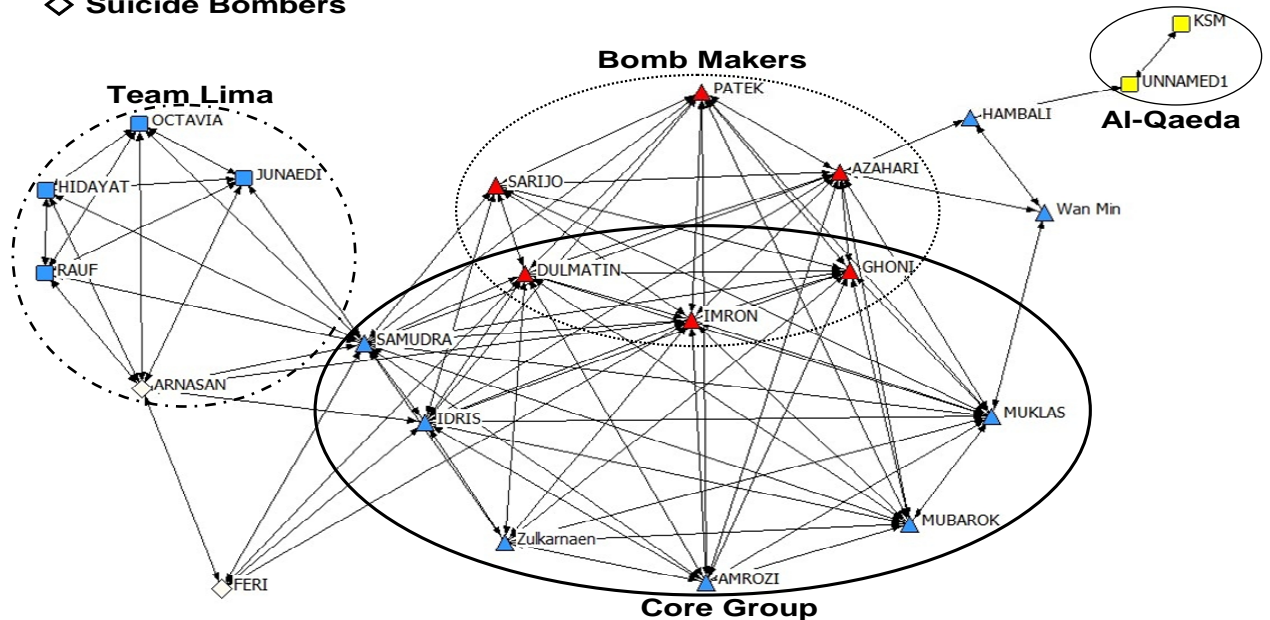 Suicide Bombers
KSM
Bomb Makers
UNNAMED1
Team Lima
PATEK
OCTAVIA
HAMBALI
Al-Qaeda
JUNAEDI
AZAHARI
HIDAYAT
SARIJO
Wan Min
RAUF
DULMATIN
GHONI
IMRON
SAMUDRA
ARNASAN
IDRIS
MUKLAS
MUBAROK
Zulkarnaen
FERI
AMROZI
Core Group